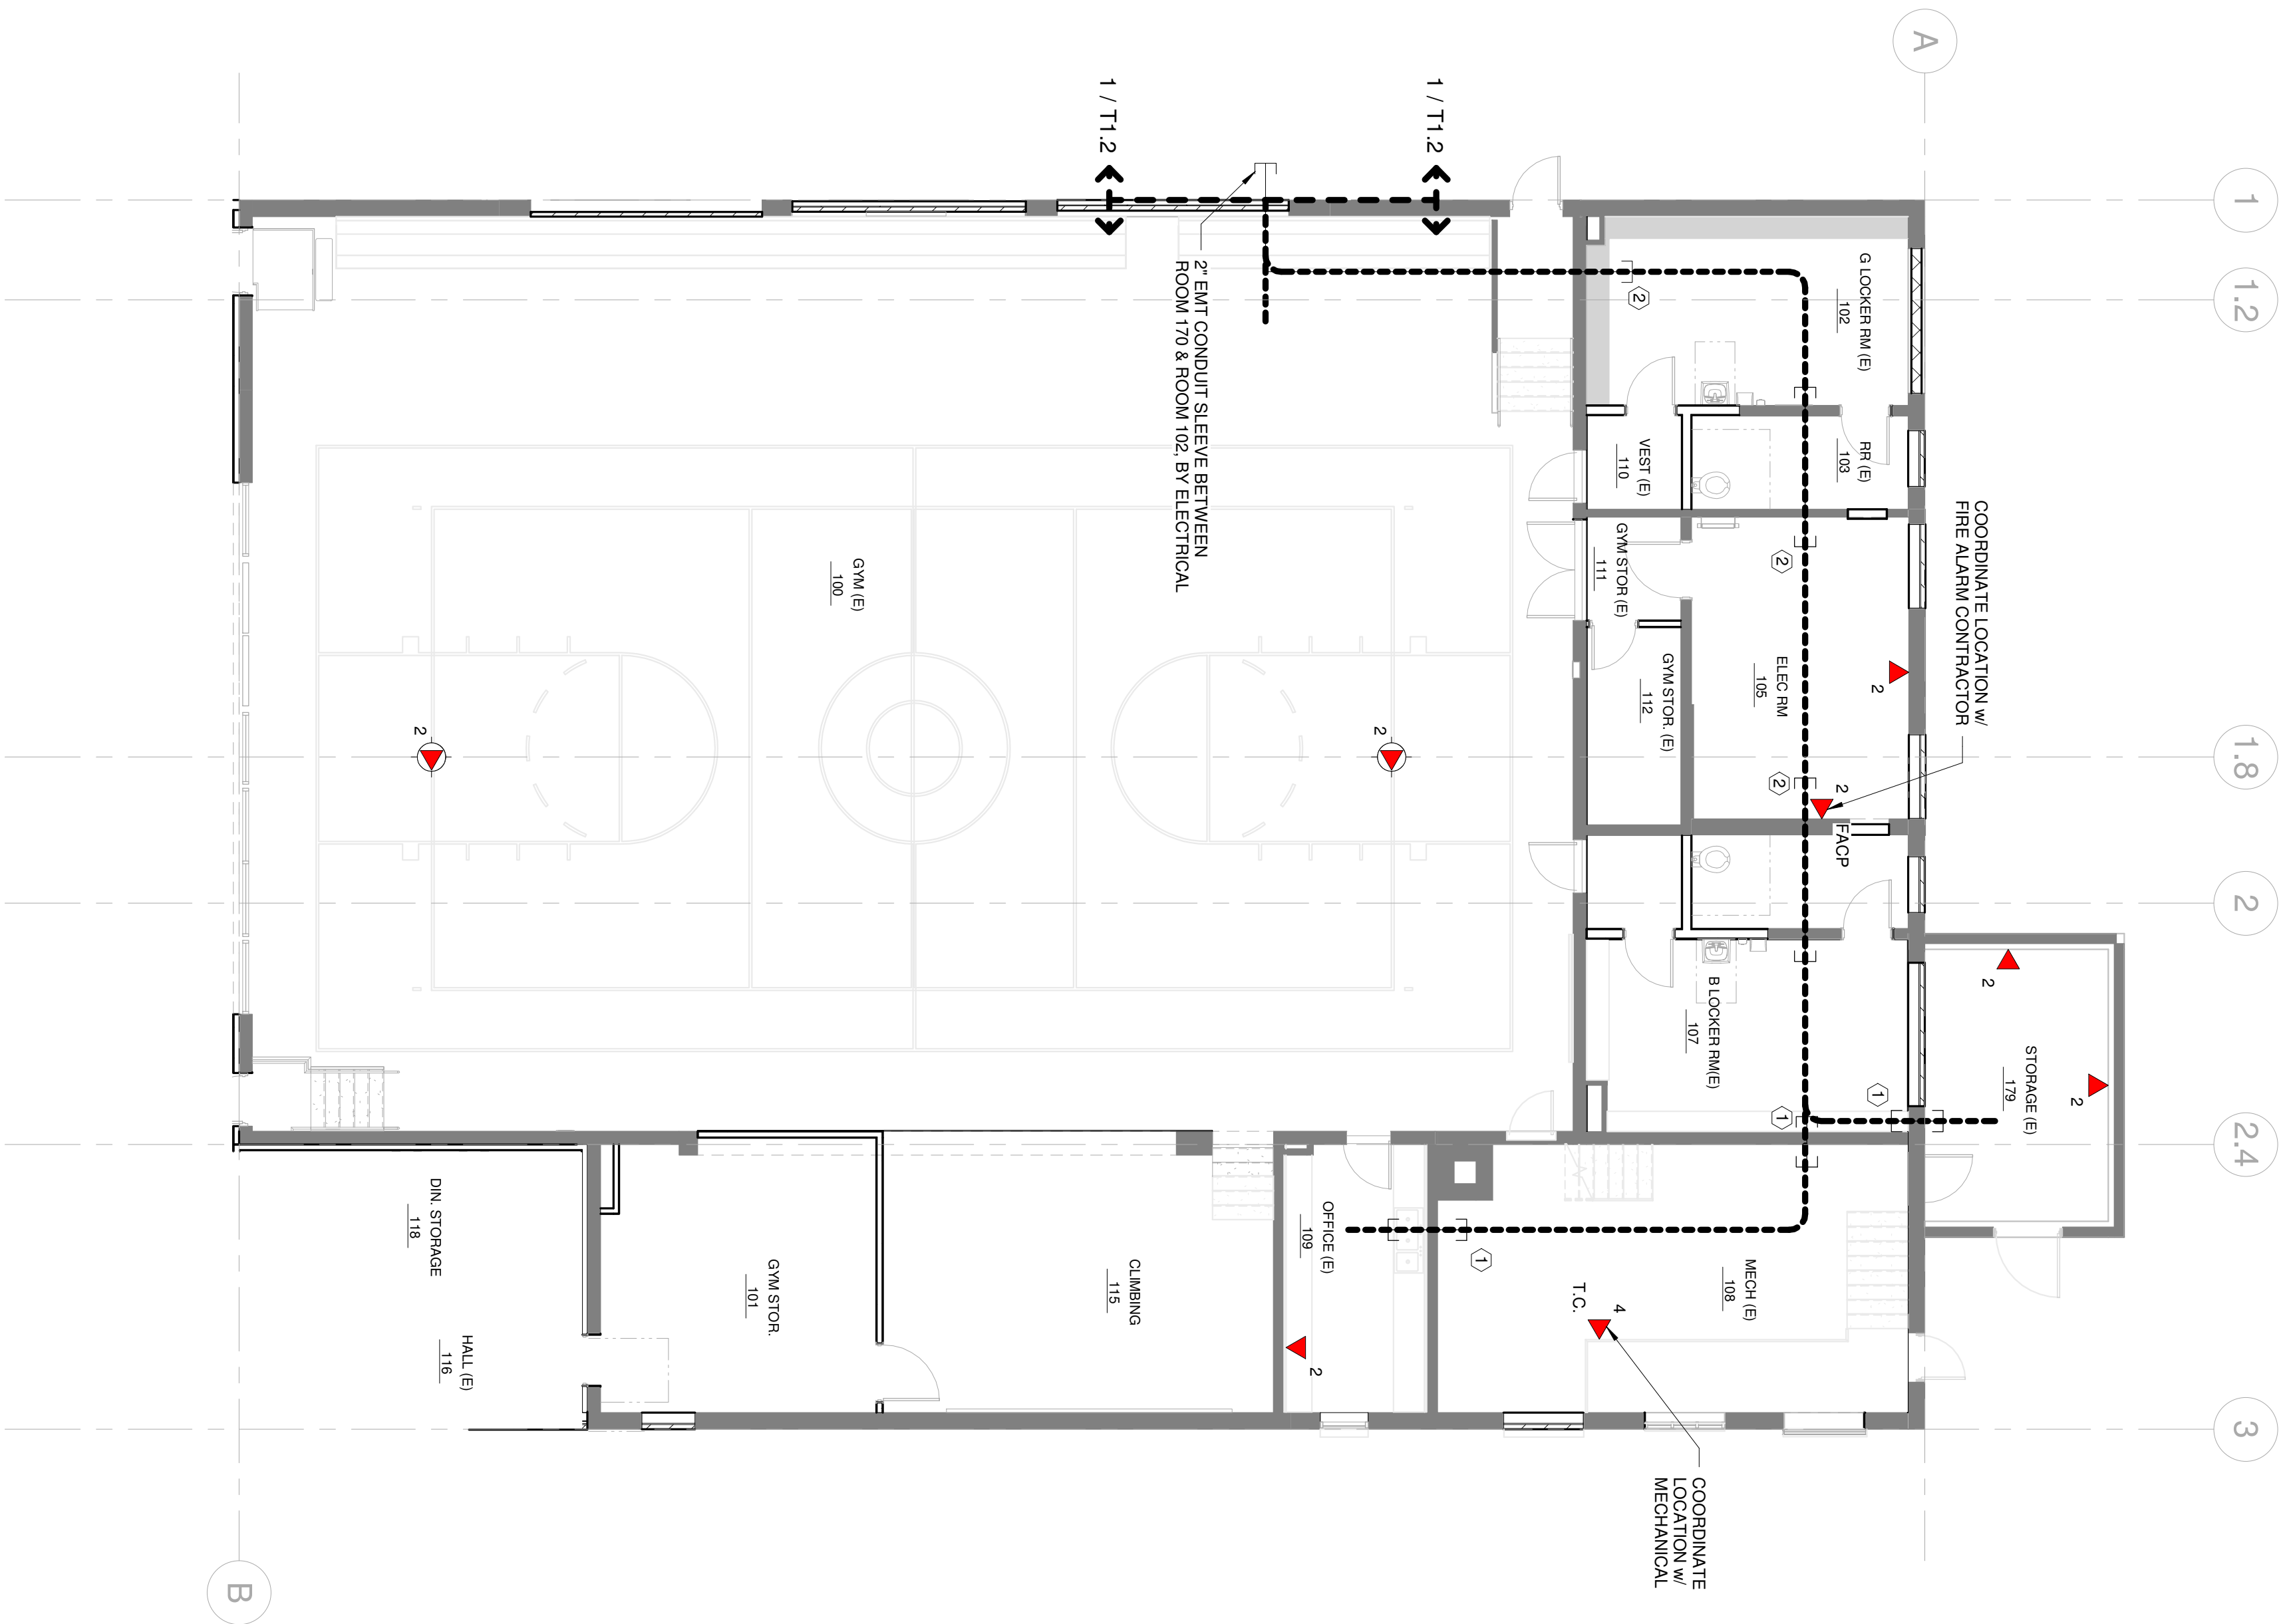 A
1
1.2
1.8
2
2.4
3
B
1 / T1.2
1 / T1.2
2" EMT CONDUIT SLEEVE BETWEEN
ROOM 170 & ROOM 102, BY ELECTRICAL
G LOCKER RM (E)
102
2
RR (E)
103
VEST (E)
110
COORDINATE LOCATION w/
FIRE ALARM CONTRACTOR
GYM STOR (E)
111
2
ELEC RM
105
2
GYM STOR. (E)
112
2
2
FACP
GYM (E)
100
2
2
B LOCKER RM(E)
107
1
1
STORAGE (E)
179
2
2
MECH (E)
108
4
T.C.
1
COORDINATE
LOCATION w/
MECHANICAL
OFFICE (E)
109
2
CLIMBING
115
GYM STOR.
101
DIN. STORAGE
118
HALL (E)
116